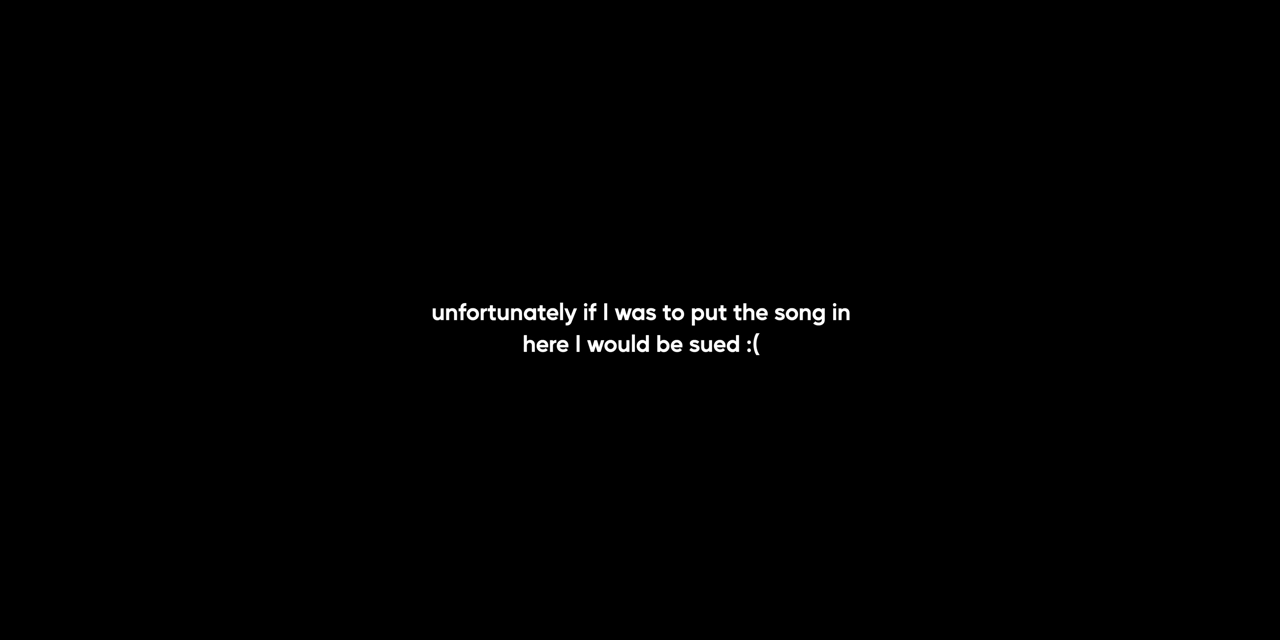 unfortunately if I was to put the song in
here I would be sued :(